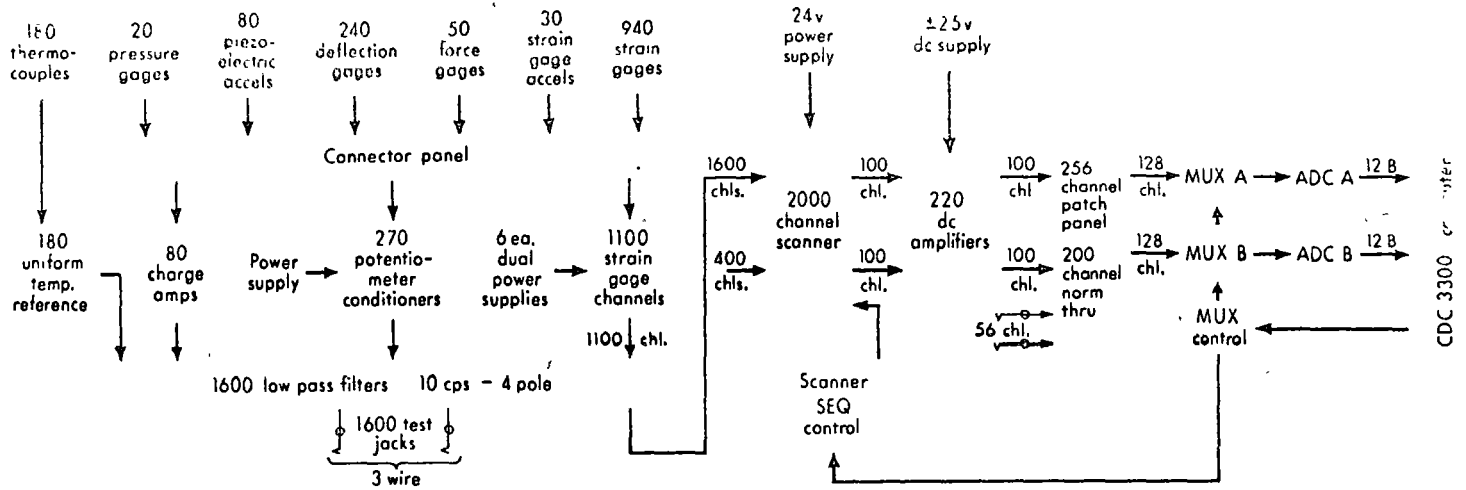 180
thermo-
couples
20
pressure
gages
80
piezo-
electric
accels
240
deflection
gages
50
force
gages
30
strain
gage
accels
940
strain
gages
24v
power
supply
±25v
dc supply
Connector panel
180
uniform
temp.
reference
80
charge
amps
Power
supply
270
potentio-
meter
conditioners
6 ea.
dual
power
supplies
1100
strain
gage
channels
1100 chl.
1600 low pass filters 10 cps – 4 pole
1600 test
jacks
3 wire
1600
chls.
400
chls.
2000
channel
scanner
100
chl.
100
chl.
220
dc
amplifiers
100
chl
100
chl.
56 chl.
256
channel
patch
panel
200
channel
norm
thru
128
chl.
128
chl.
MUX A
ADC A
12 B
MUX B
ADC B
12 B
MUX
control
Scanner
SEQ
control
CDC 3300